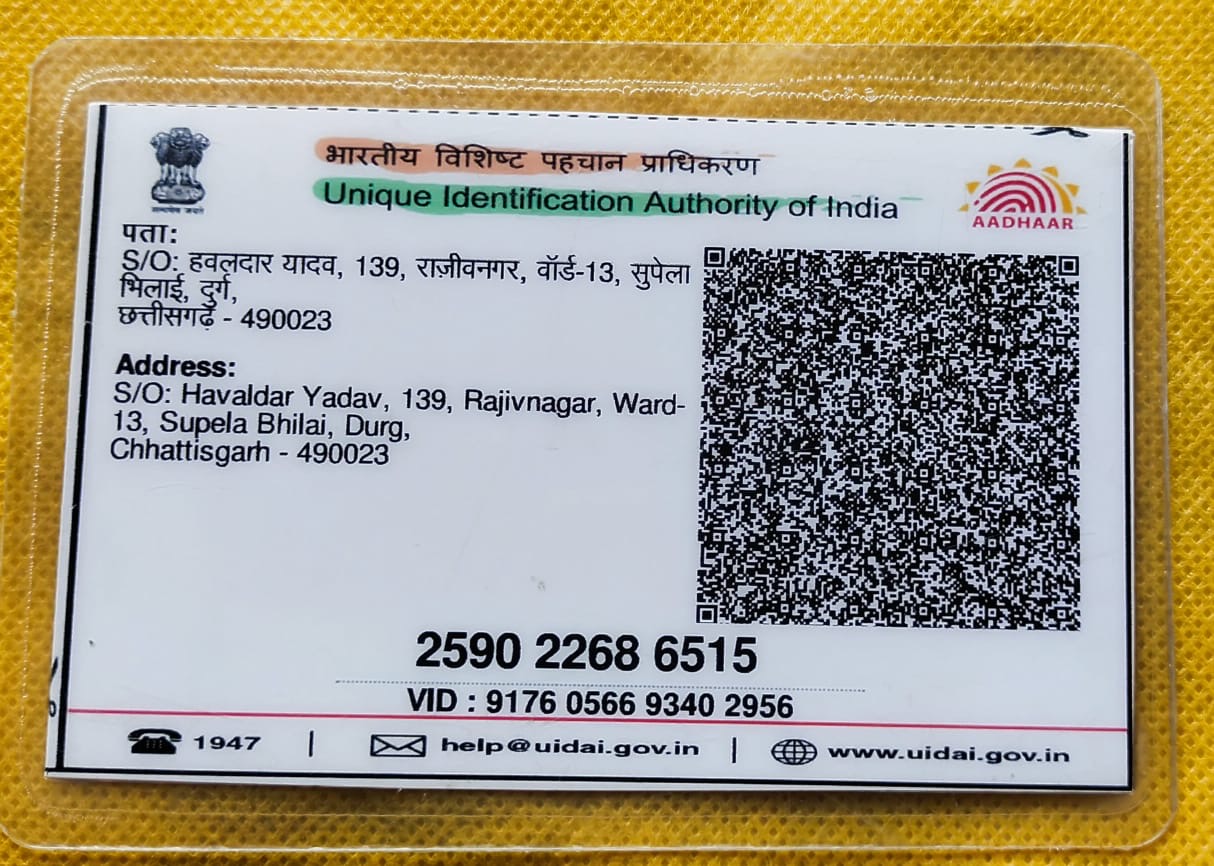 भारतीय विशिष्ट पहचान प्राधिकरण
Unique Identification Authority of India
AADHAAR
पता:
S/O: हवलदार यादव, 139, राज़ीवनगर, वॉर्ड-13, सुपेला
भिलाई, दुर्ग,
छत्तीसगढ़ - 490023
Address:
S/O: Havaldar Yadav, 139, Rajivnagar, Ward-
13, Supela Bhilai, Durg,
Chhattisgarh - 490023
2590 2268 6515
VID : 9176 0566 9340 2956
1947 | help@uidai.gov.in | www.uidai.gov.in